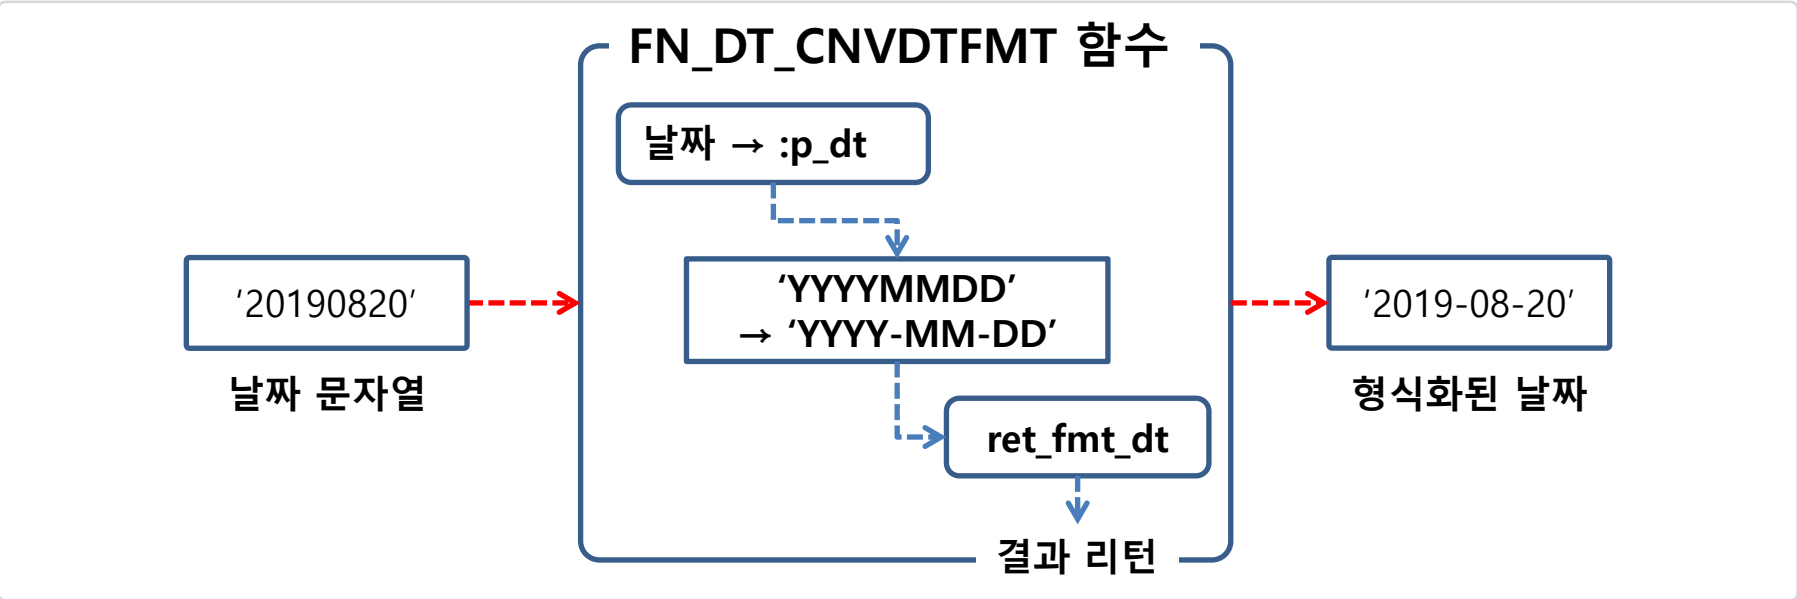 FN_DT_CNVDTFMT 함수
날짜 → :p_dt
‘20190820’
날짜 문자열
‘YYYYMMDD’
→ ‘YYYY-MM-DD’
ret_fmt_dt
결과 리턴
‘2019-08-20’
형식화된 날짜